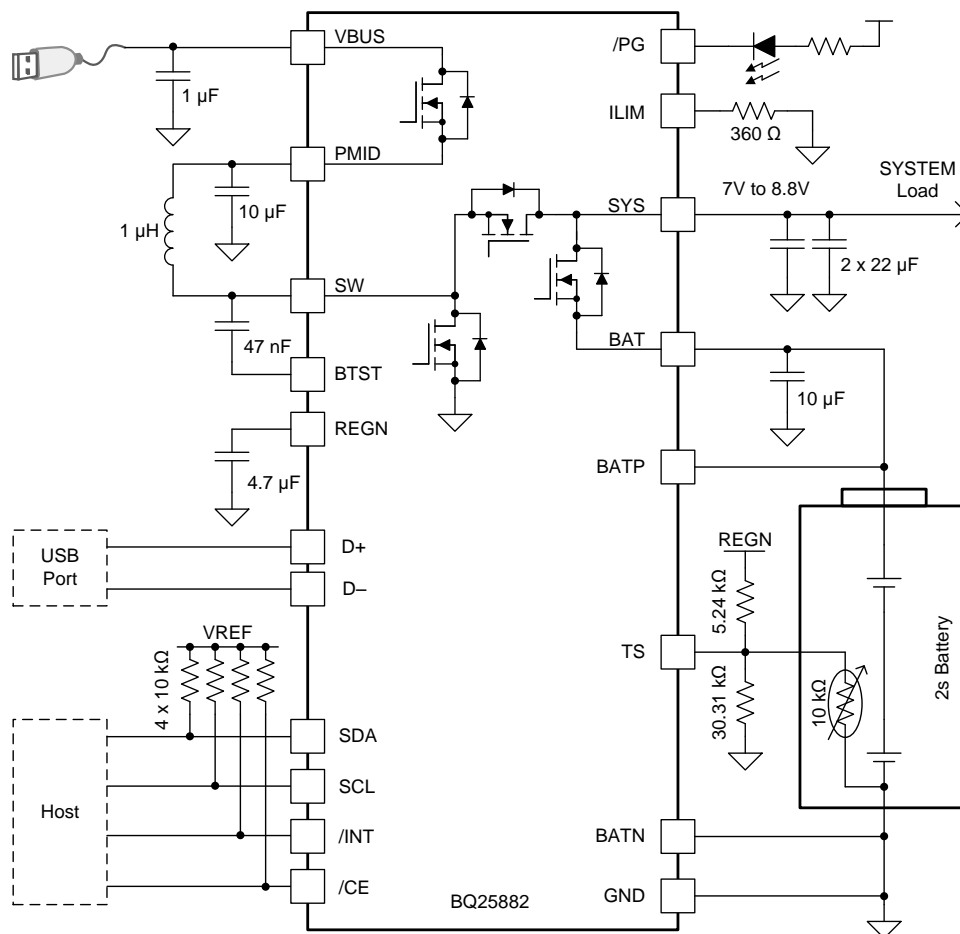 VBUS
1 µF
PMID
10 µF
1 µH
SW
47 nF
BTST
REGN
4.7 µF
USB
Port
D+
D–
VREF
4 x 10 kΩ
Host
SDA
SCL
/INT
/CE
BQ25882
/PG
ILIM
360 Ω
SYS
7V to 8.8V
SYSTEM
Load
2 x 22 µF
BAT
10 µF
BATP
REGN
5.24 kΩ
TS
30.31 kΩ
10 kΩ
2s Battery
BATN
GND